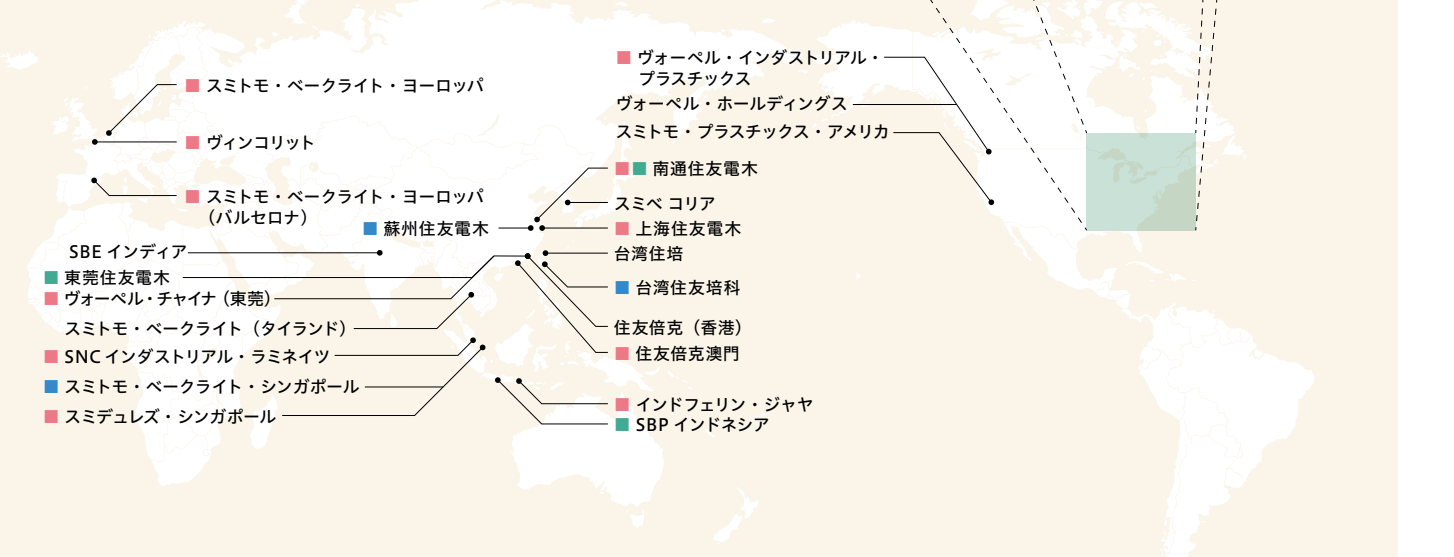 スミトモ・ベークライト・ヨーロッパ
ヴィンコリット
スミトモ・ベークライト・ヨーロッパ
（バルセロナ）
蘇州住友電木
SBE インディア
東莞住友電木
ヴォーペル・チャイナ（東莞）
スミトモ・ベークライト（タイランド）
SNC インダストリアル・ラミネイツ
スミトモ・ベークライト・シンガポール
スミデュレズ・シンガポール
ヴォーペル・インダストリアル・
プラスチックス
ヴォーペル・ホールディングス
スミトモ・プラスチックス・アメリカ
南通住友電木
スミベ コリア
上海住友電木
台湾住培
台湾住友培科
住友倍克（香港）
住友倍克澳門
インドフェリン・ジャヤ
SBP インドネシア